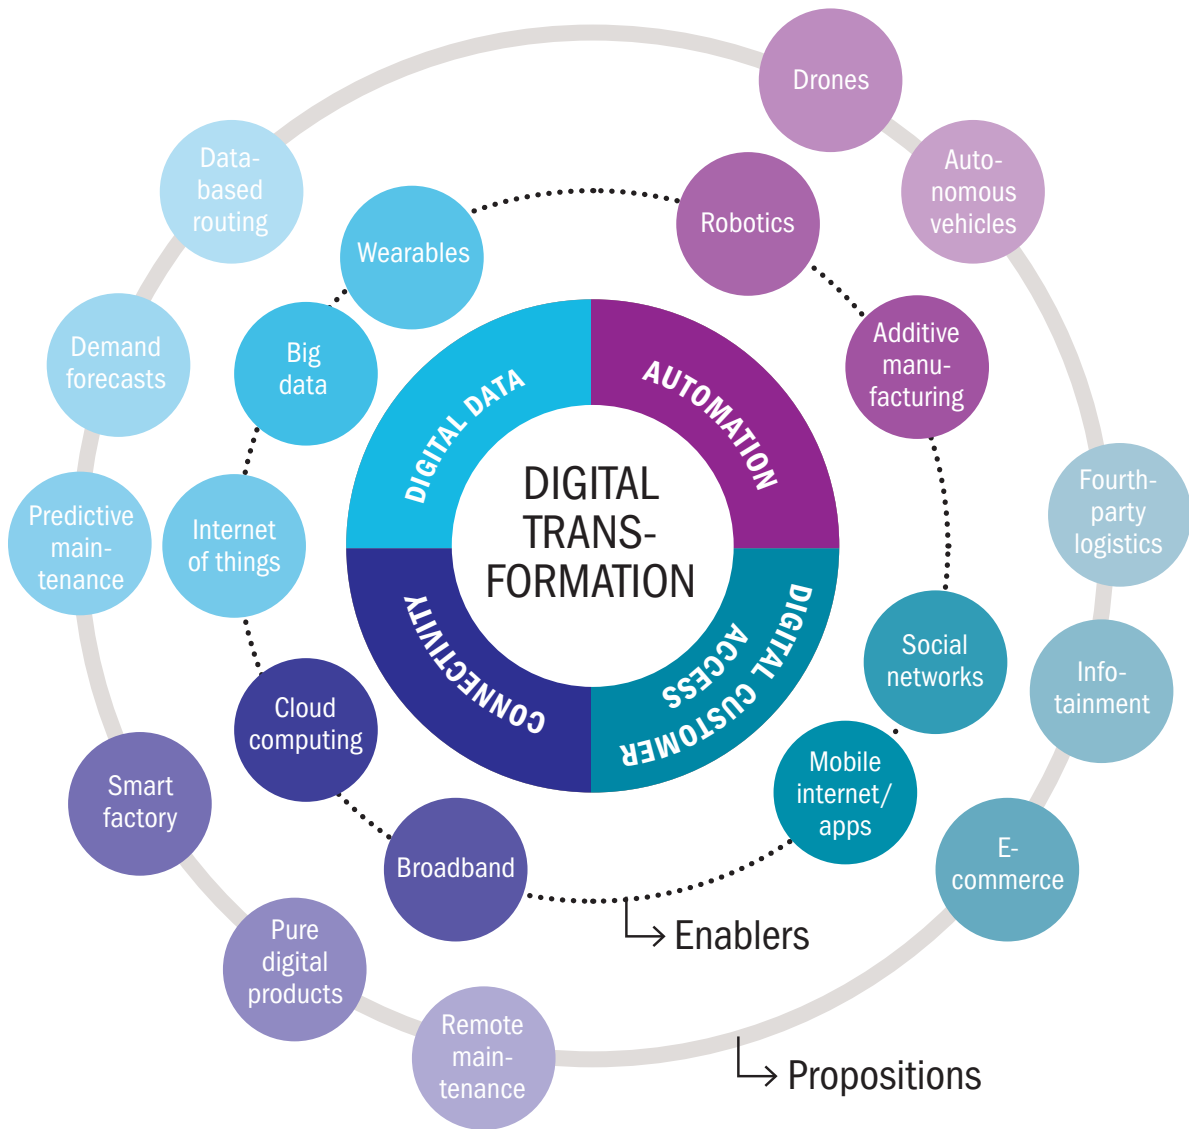 Drones
Auto-
nomous
vehicles
Data-
based
routing
Wearables
Robotics
Demand
forecasts
Big
data
Additive
manu-
facturing
DIGITAL DATA
AUTOMATION
DIGITAL
TRANS-
FORMATION
CONNECTIVITY
DIGITAL CUSTOMER
ACCESS
Predictive
main-
tenance
Internet
of things
Fourth-
party
logistics
Social
networks
Info-
tainment
Cloud
computing
Mobile
internet/
apps
Smart
factory
Broadband
E-
commerce
Enablers
Pure
digital
products
Remote
main-
tenance
Propositions